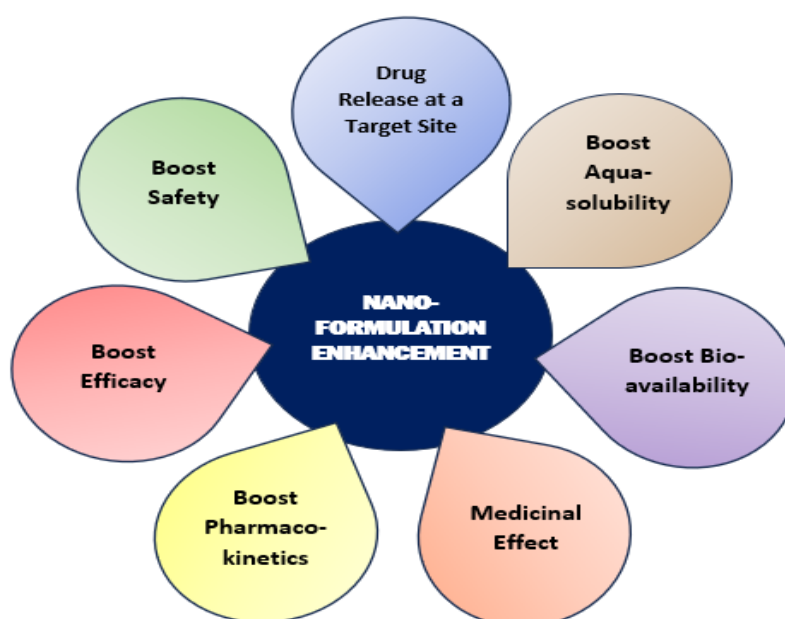 Drug
Release at a
Target Site
Boost
Aqua-
solubility
Boost Bio-
availability
Medicinal
Effect
Boost
Pharmaco-
kinetics
Boost
Efficacy
Boost
Safety
NANO-
FORMULATION
ENHANCEMENT